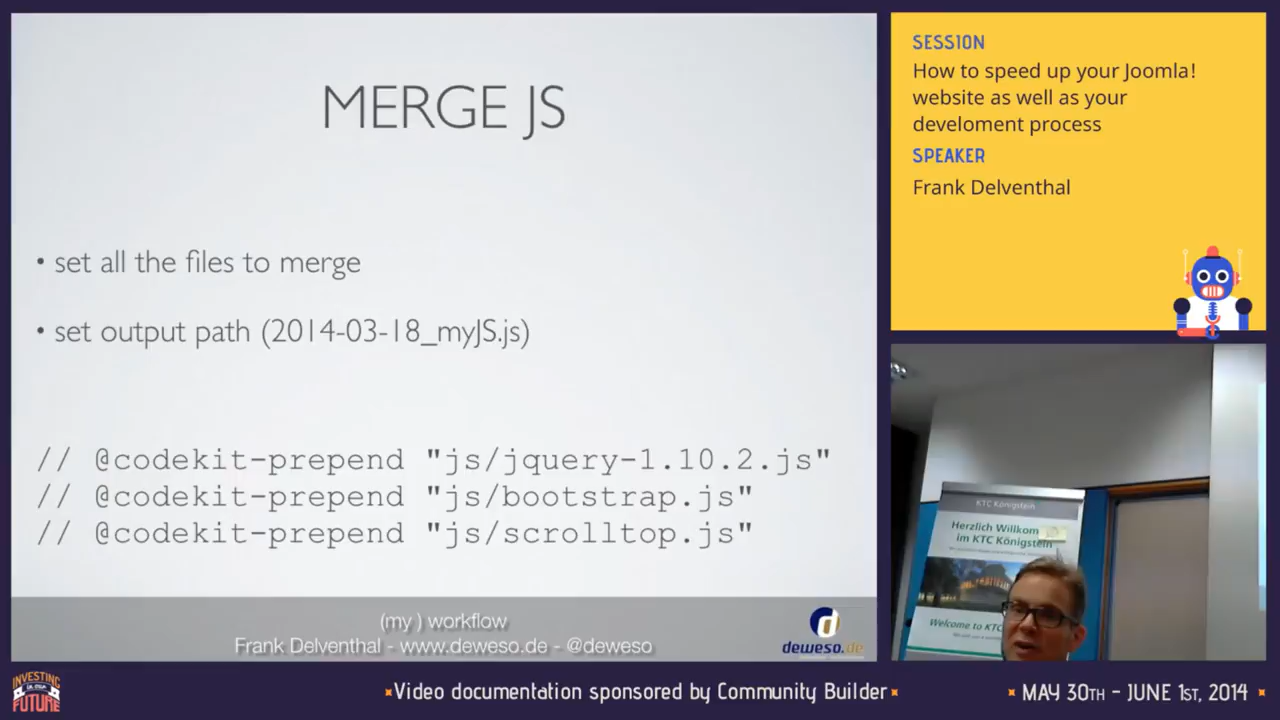 MERGE JS
• set all the files to merge
• set output path (2014-03-18_myJS.js)
// @codekit-prepend "js/jquery-1.10.2.js"
// @codekit-prepend "js/bootstrap.js"
// @codekit-prepend "js/scrolltop.js"
(my ) workflow
Frank Delventhal - www.deweso.de - @deweso
deweso.de
SESSION
How to speed up your Joomla!
website as well as your
develoment process
SPEAKER
Frank Delventhal
KTC Königstein
Herzlich Willkom
im KTC Königstein
Welcome to KTC
INVESTING
IN OUR
FUTURE
Video documentation sponsored by Community Builder
MAY 30TH - JUNE 1ST, 2014